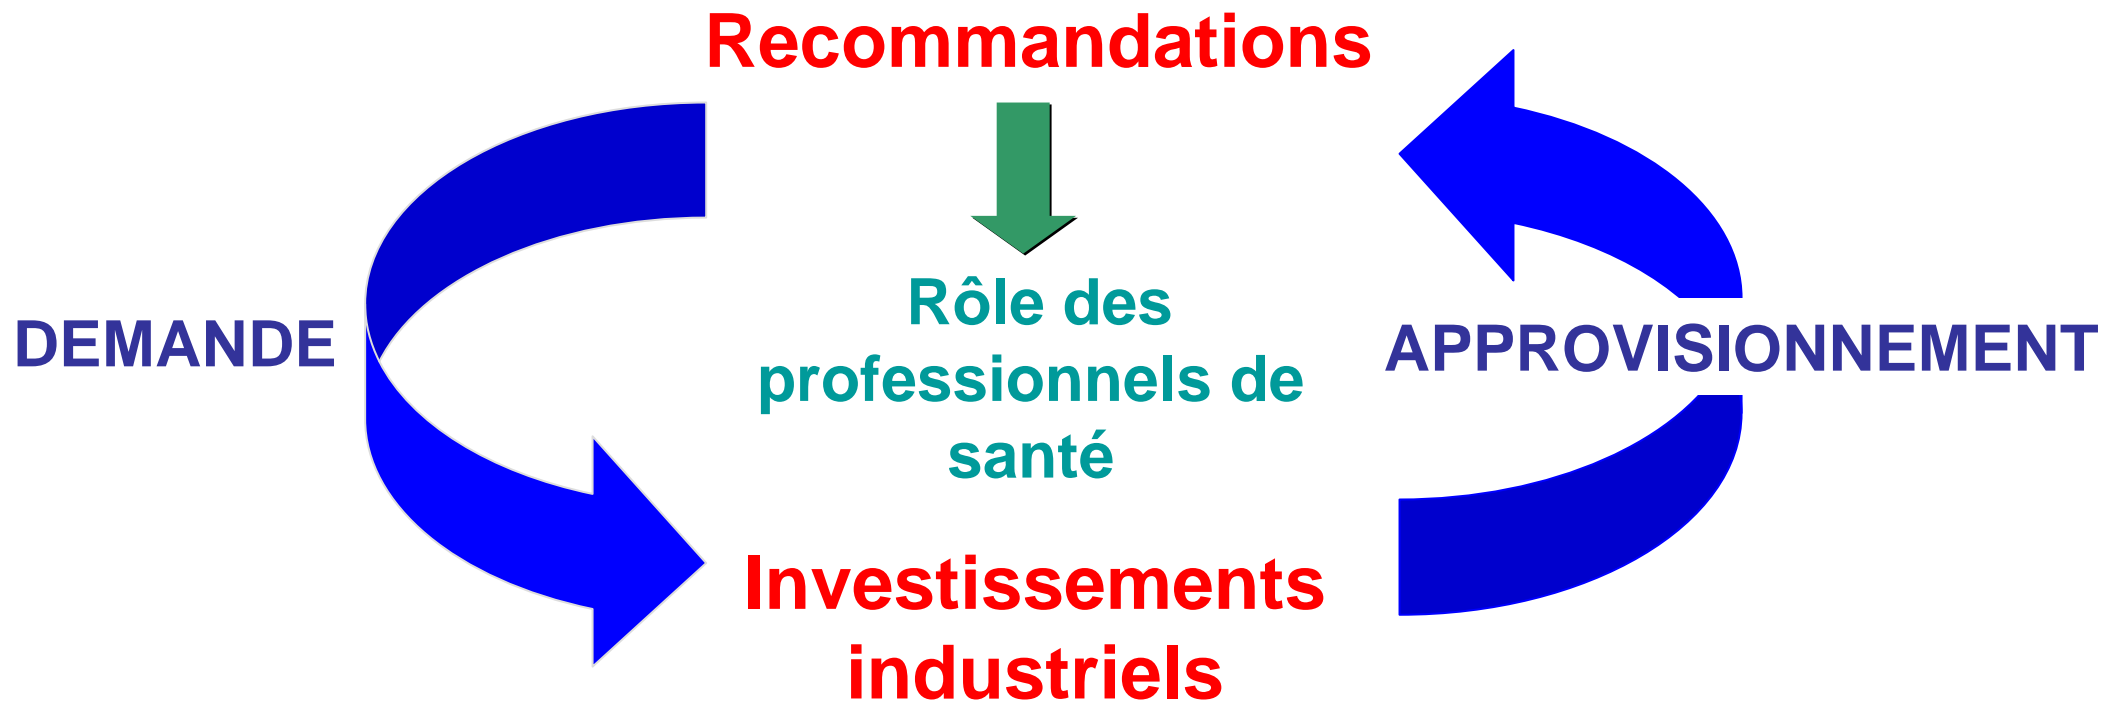 Recommandations
Rôle des
professionnels de
santé
DEMANDE
APPROVISIONNEMENT
Investissements
industriels